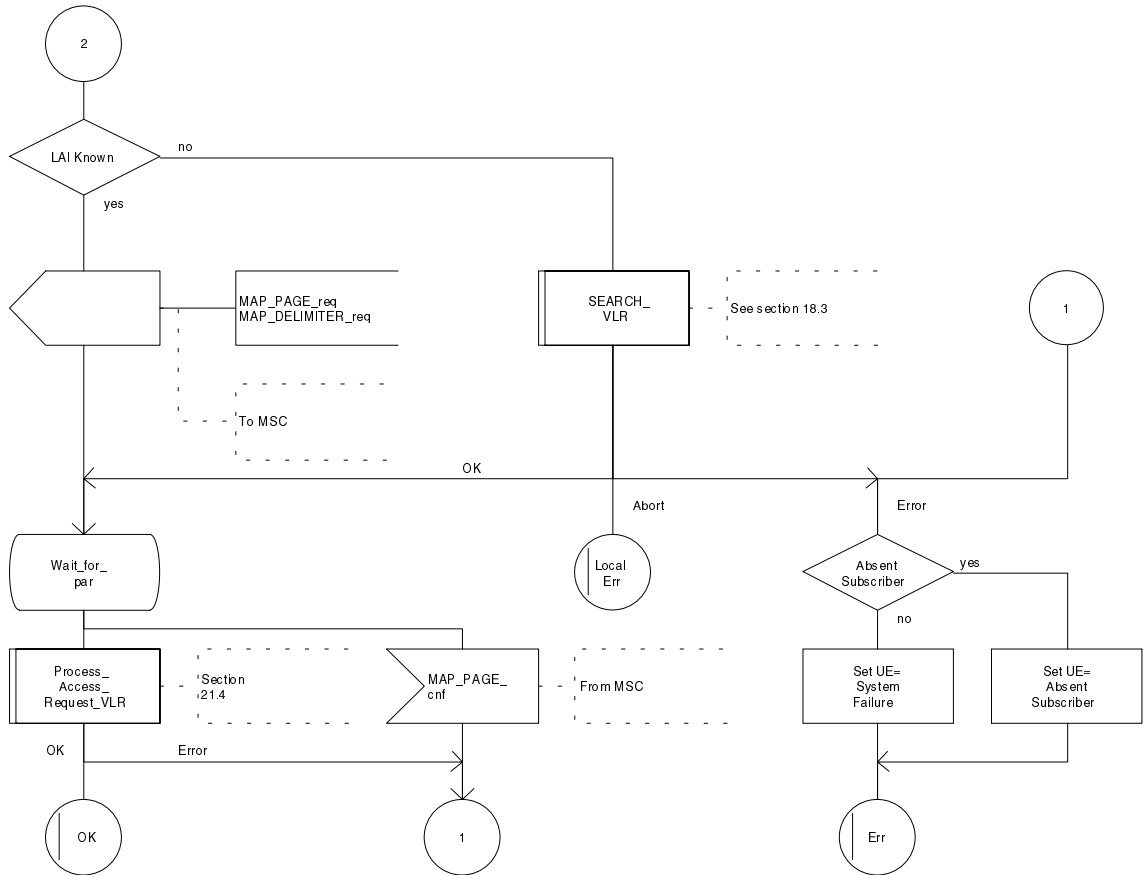 2
LAI Known
no
yes
MAP_PAGE_req
MAP_DELIMITER_req
SEARCH_
VLR
See section 18.3
1
To MSC
OK
Abort
Error
Wait_for_
par
Local
Err
Absent
Subscriber
yes
no
Process_
Access_
Request_VLR
Section
21.4
MAP_PAGE_
cnf
From MSC
Set UE=
System
Failure
Set UE=
Absent
Subscriber
OK
Error
OK
1
Err